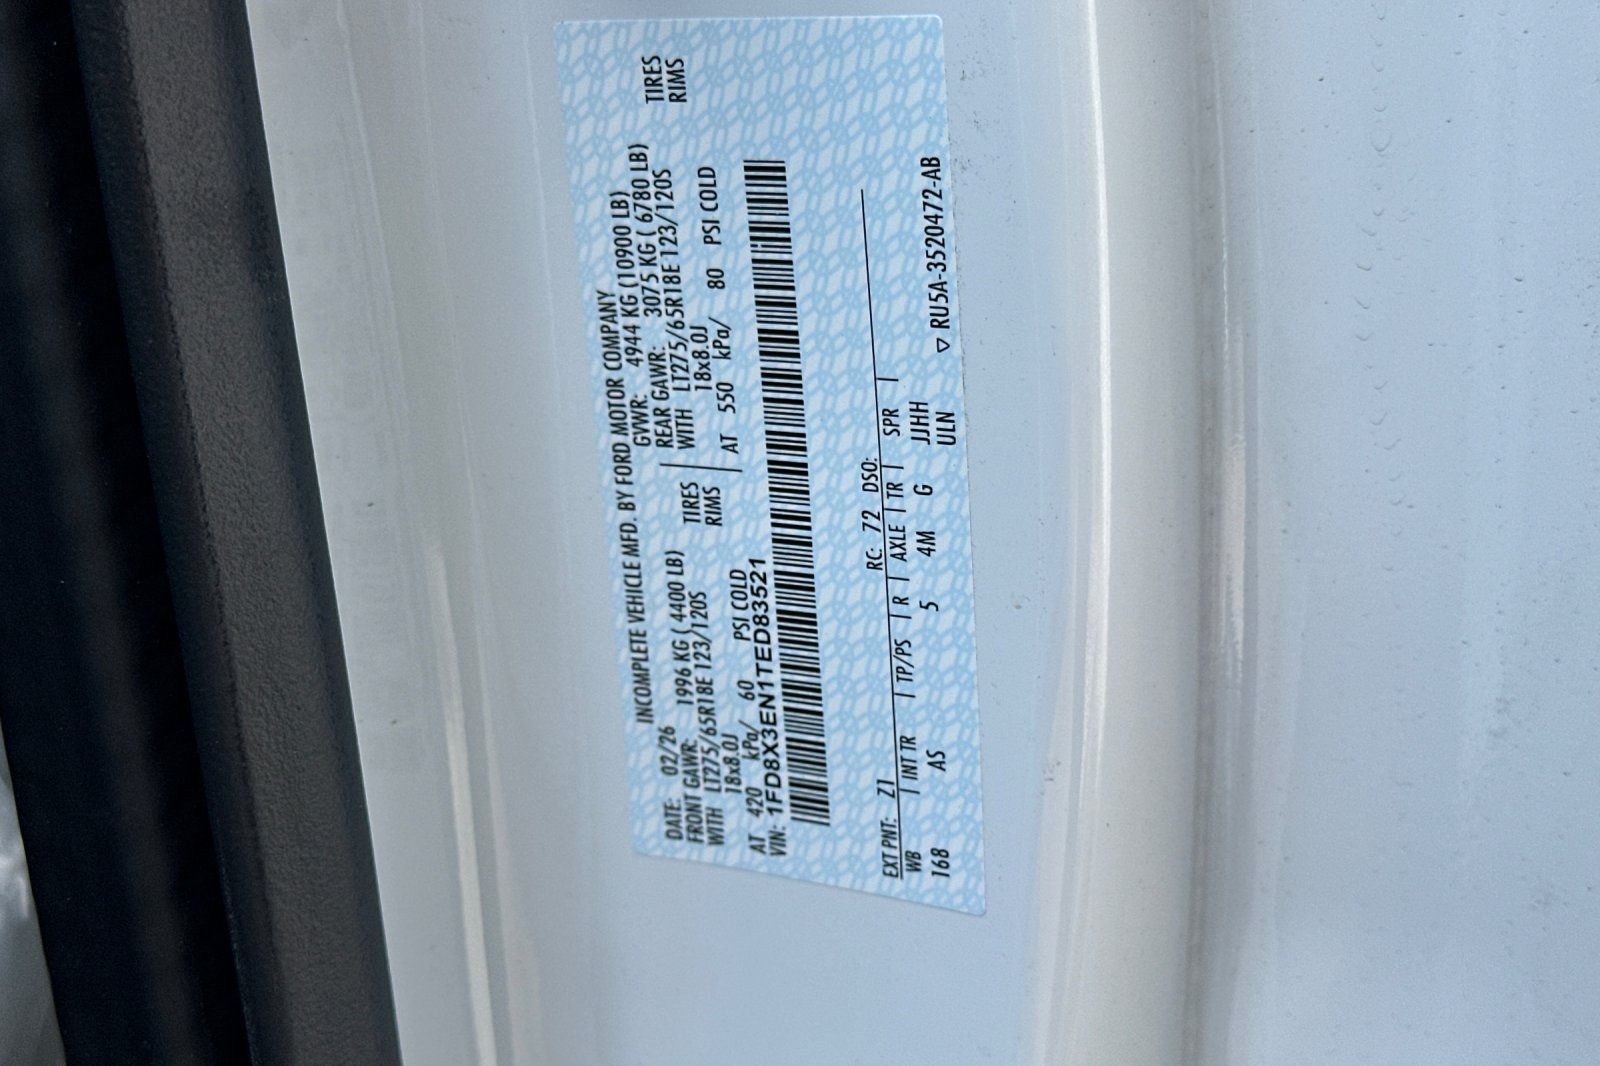 INCOMPLETE VEHICLE MFD. BY FORD MOTOR COMPANY
DATE: 02/26 GVWR: 4944 KG (10900 LB)
FRONT GAWR: 1996 KG ( 4400 LB) REAR GAWR: 3075 KG ( 6780 LB)
WITH LT275/65R18E 123/120S TIRES WITH LT275/65R18E 123/120S TIRES
18x8.0J RIMS 18x8.0J RIMS
AT 420 kPa/ 60 PSI COLD AT 550 kPa/ 80 PSI COLD
VIN: 1FD8X3EN1TED83521
EXT PNT: Z1 RC: 72 DSO:
WB INT TR TP/PS R AXLE TR SPR
168 AS 5 4M G JJHH ▽ RU5A-3520472-AB
ULN